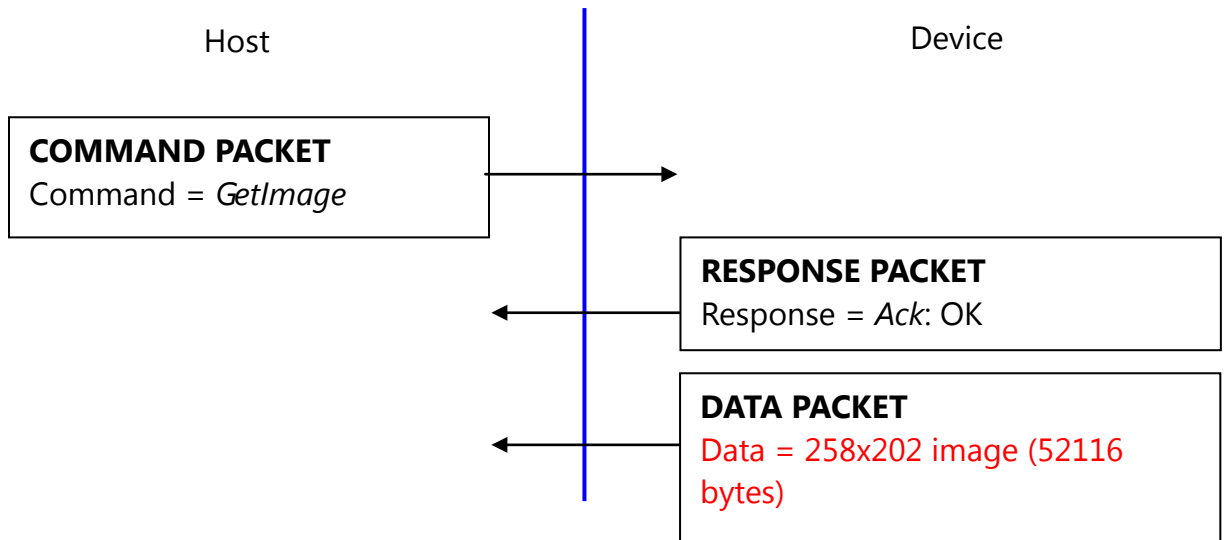 Host
Device
COMMAND PACKET
Command = GetImage
RESPONSE PACKET
Response = Ack: OK
DATA PACKET
Data = 258x202 image (52116
bytes)